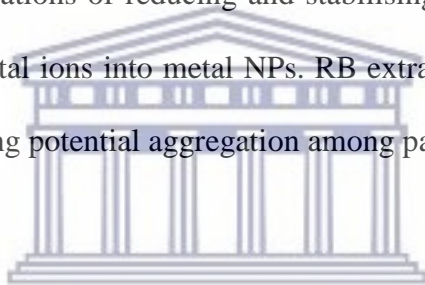 ations of reducing and stabilising
tal ions into metal NPs. RB extra
ng potential aggregation among pa